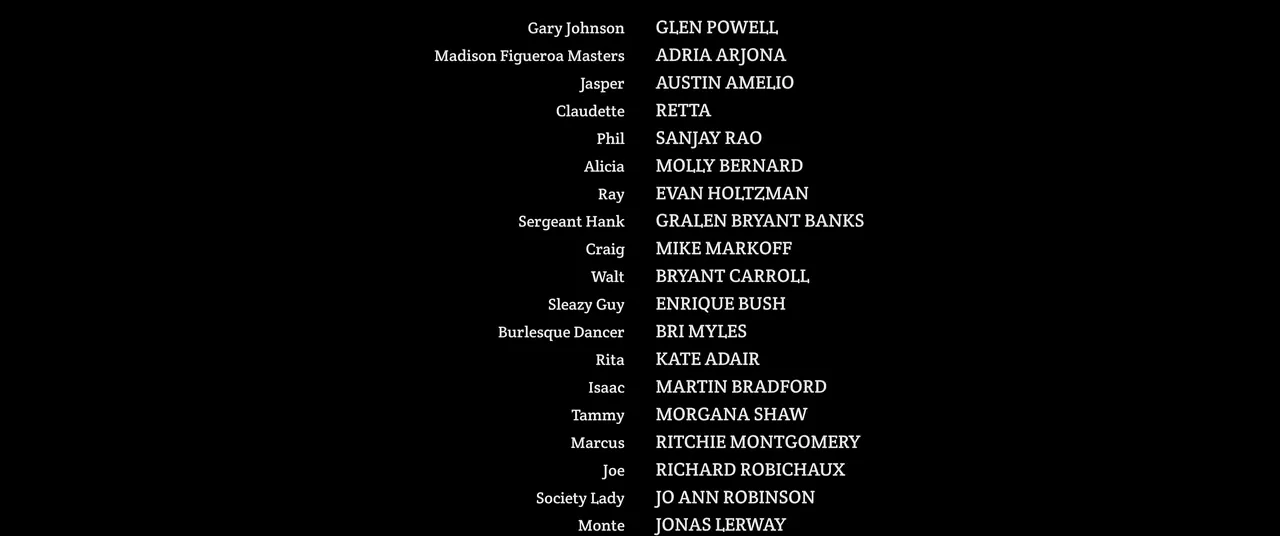 Gary Johnson GLEN POWELL
Madison Figueroa Masters ADRIA ARJONA
Jasper AUSTIN AMELIO
Claudette RETTA
Phil SANJAY RAO
Alicia MOLLY BERNARD
Ray EVAN HOLTZMAN
Sergeant Hank GRALEN BRYANT BANKS
Craig MIKE MARKOFF
Walt BRYANT CARROLL
Sleazy Guy ENRIQUE BUSH
Burlesque Dancer BRI MYLES
Rita KATE ADAIR
Isaac MARTIN BRADFORD
Tammy MORGANA SHAW
Marcus RITCHIE MONTGOMERY
Joe RICHARD ROBICHAUX
Society Lady JO ANN ROBINSON
Monte JONAS LERWAY